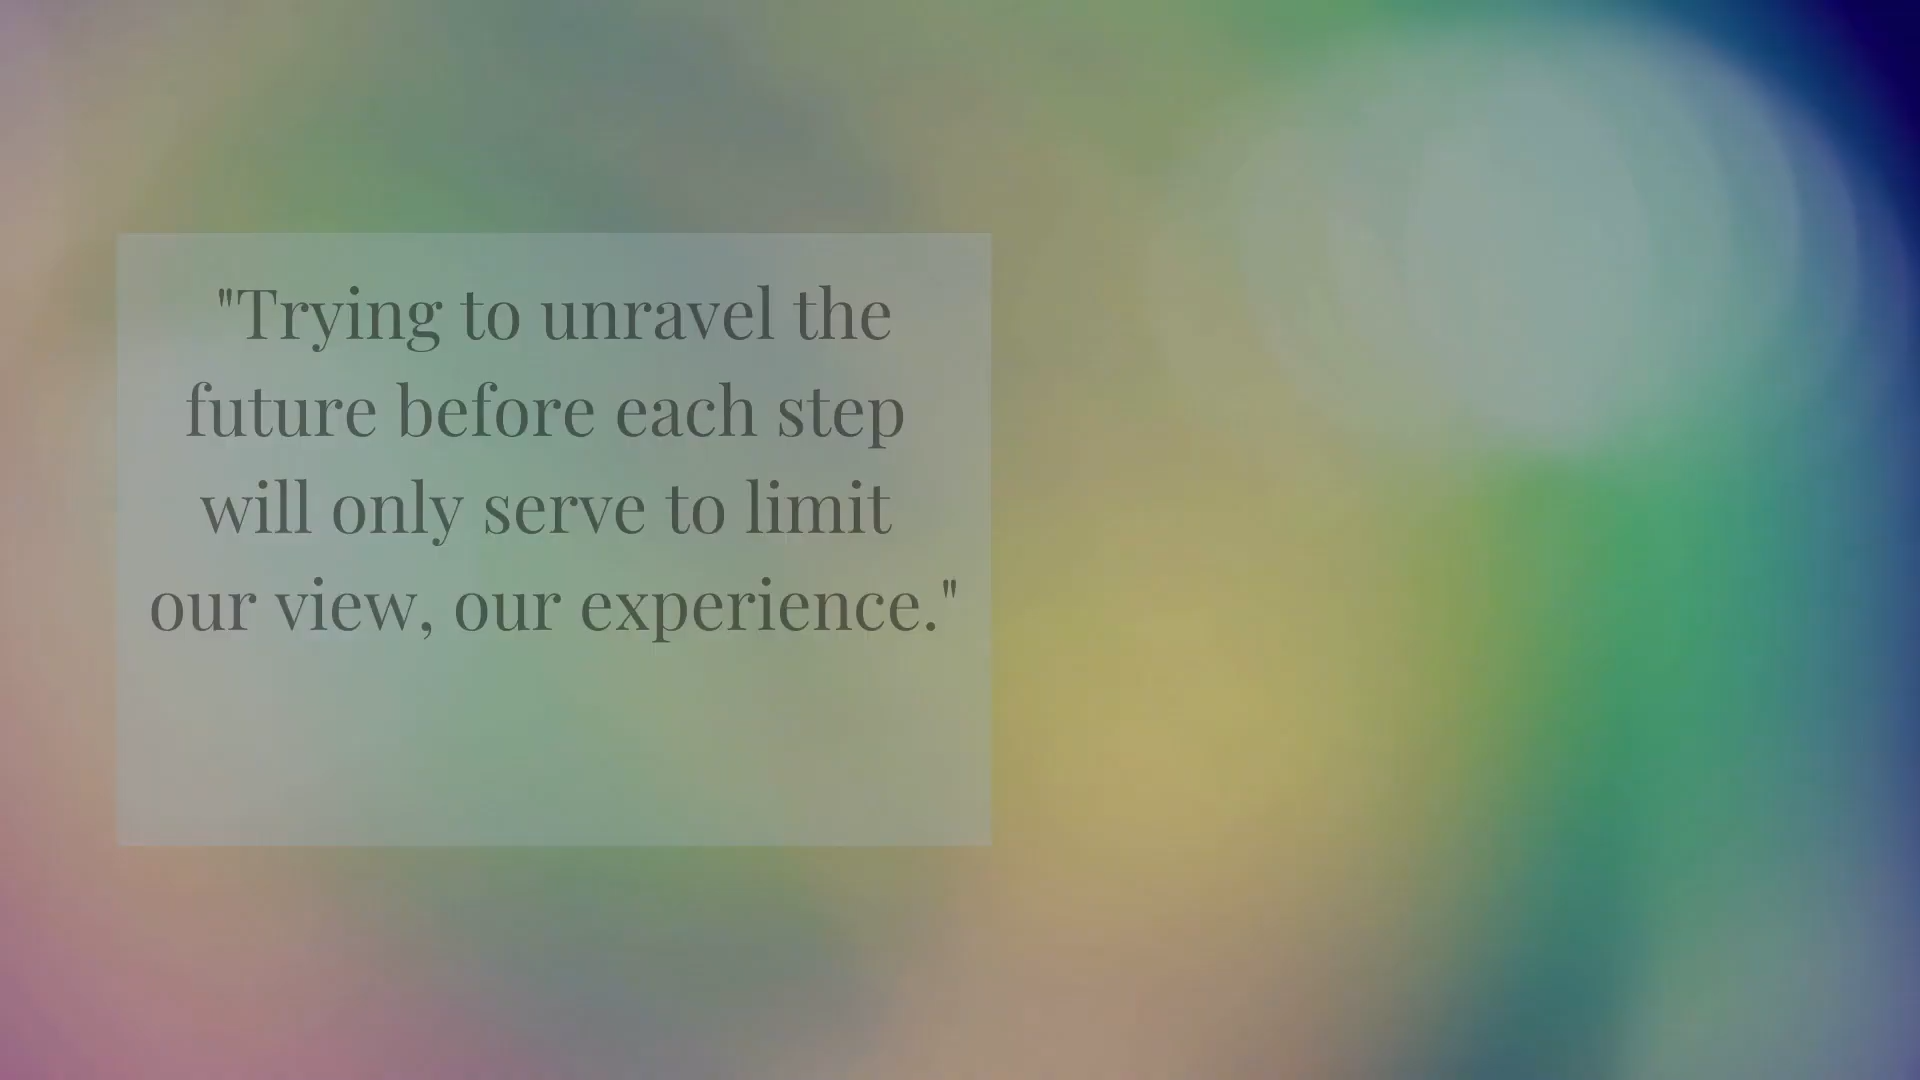 "Trying to unravel the
future before each step
will only serve to limit
our view, our experience."